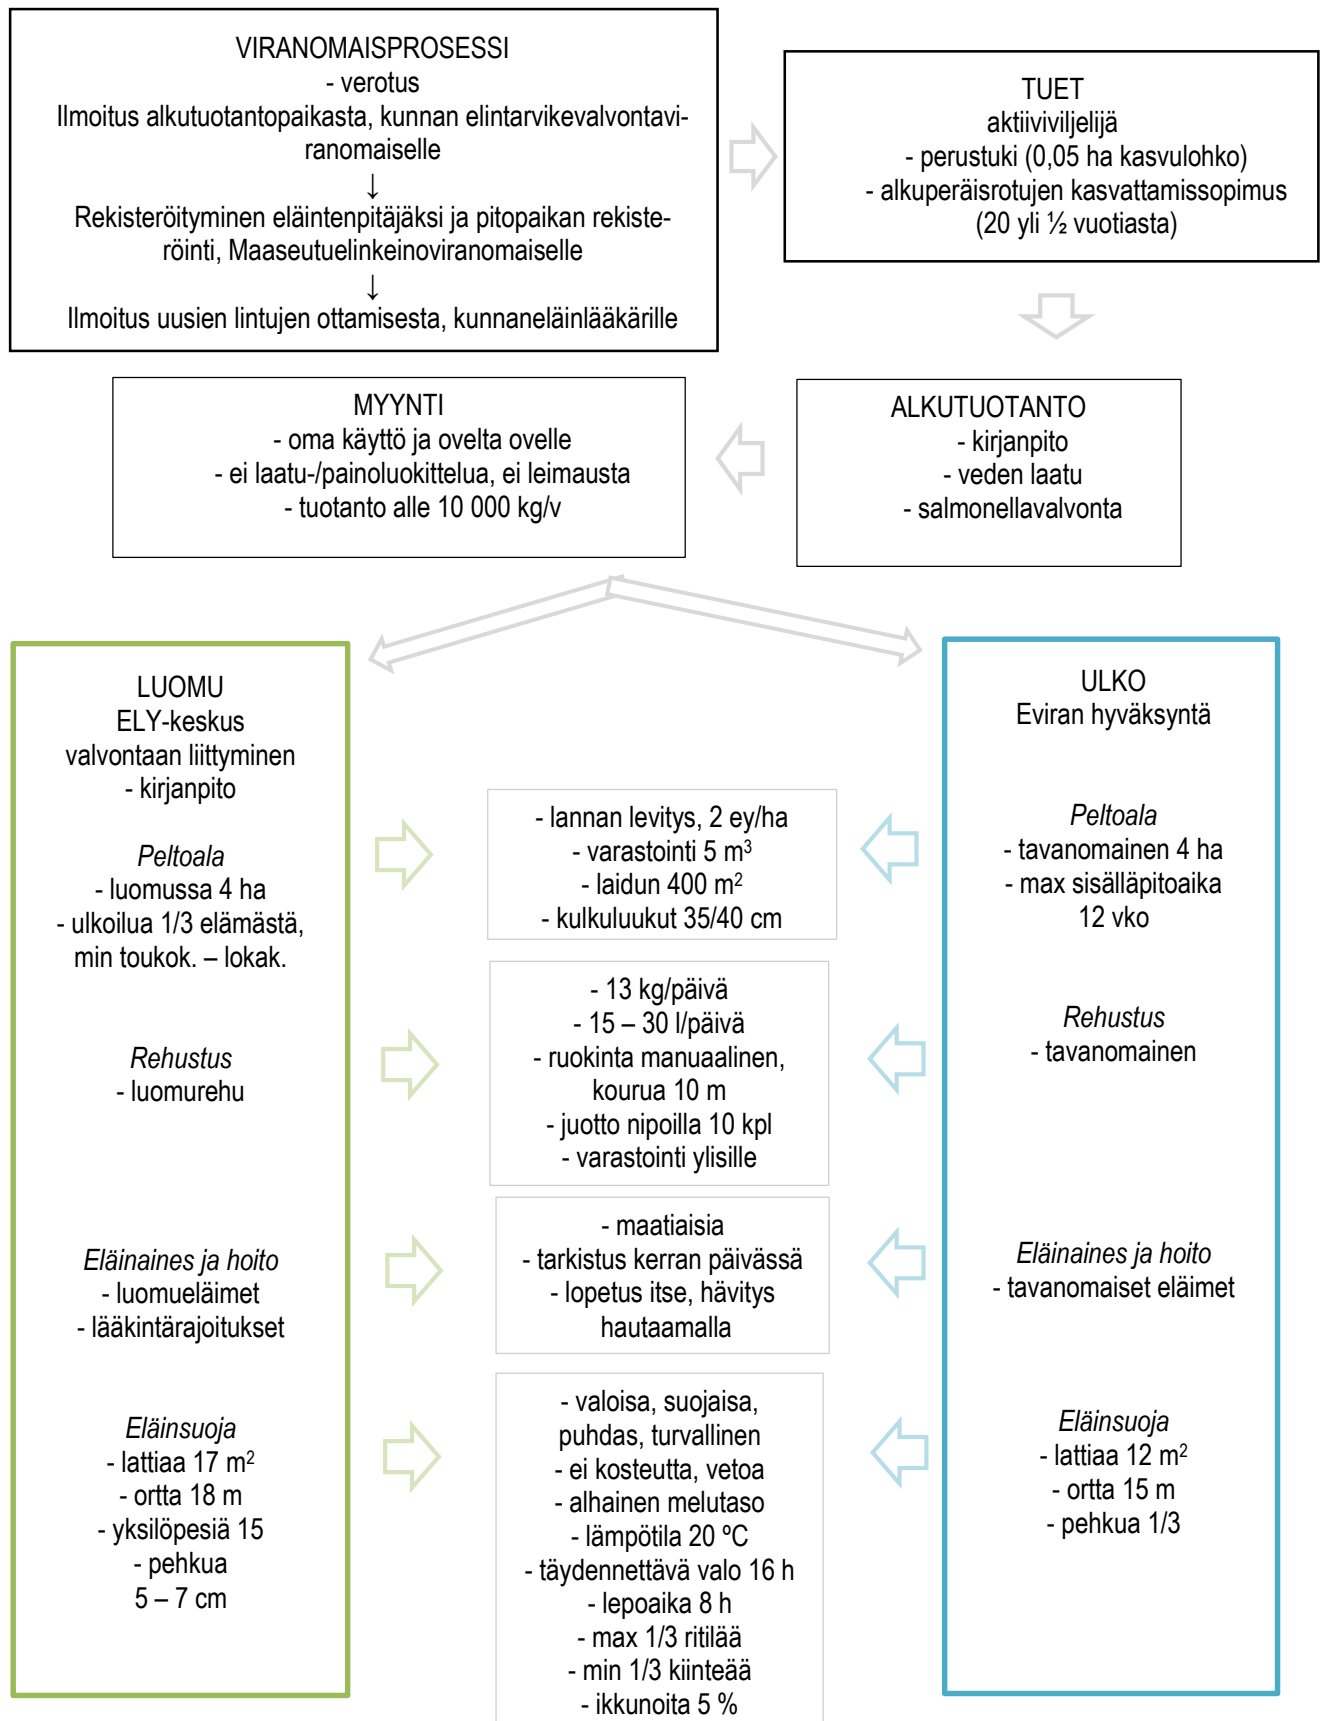 VIRANOMAISPROSESSI
- verotus
Ilmoitus alkutuotantopaikasta, kunnan elintarvikevalvontavi-
ranomaiselle
↓
Rekisteröityminen eläintenpitäjäksi ja pitopaikan rekiste-
röinti, Maaseutuelinkeinoviranomaiselle
↓
Ilmoitus uusien lintujen ottamisesta, kunnaneläinlääkärille
TUET
aktiiviviljelijä
- perustuki (0,05 ha kasvulohko)
- alkuperäisrotujen kasvattamissopimus
(20 yli ½ vuotiasta)
MYYNTI
- oma käyttö ja ovelta ovelle
- ei laatu-/painoluokittelua, ei leimausta
- tuotanto alle 10 000 kg/v
ALKUTUOTANTO
- kirjanpito
- veden laatu
- salmonellavalvonta
LUOMU
ELY-keskus
valvontaan liittyminen
- kirjanpito
Peltoala
- luomussa 4 ha
- ulkoilua 1/3 elämästä,
min toukok. – lokak.
Rehustus
- luomurehu
Eläinaines ja hoito
- luomueläimet
- lääkintärajoitukset
Eläinsuoja
- lattiaa 17 m²
- ortta 18 m
- yksilöpesiä 15
- pehkua
5 – 7 cm
- lannan levitys, 2 ey/ha
- varastointi 5 m³
- laidun 400 m²
- kulkuluukut 35/40 cm
- 13 kg/päivä
- 15 – 30 l/päivä
- ruokinta manuaalinen,
kourua 10 m
- juotto nipoilla 10 kpl
- varastointi ylisille
- maatiaisia
- tarkistus kerran päivässä
- lopetus itse, hävitys
hautaamalla
- valoisa, suojaisa,
puhdas, turvallinen
- ei kosteutta, vetoa
- alhainen melutaso
- lämpötila 20 ºC
- täydennettävä valo 16 h
- lepoaika 8 h
- max 1/3 ritilää
- min 1/3 kiinteää
- ikkunoita 5 %
ULKO
Eviran hyväksyntä
Peltoala
- tavanomainen 4 ha
- max sisälläpitoaika
12 vko
Rehustus
- tavanomainen
Eläinaines ja hoito
- tavanomaiset eläimet
Eläinsuoja
- lattiaa 12 m²
- ortta 15 m
- pehkua 1/3